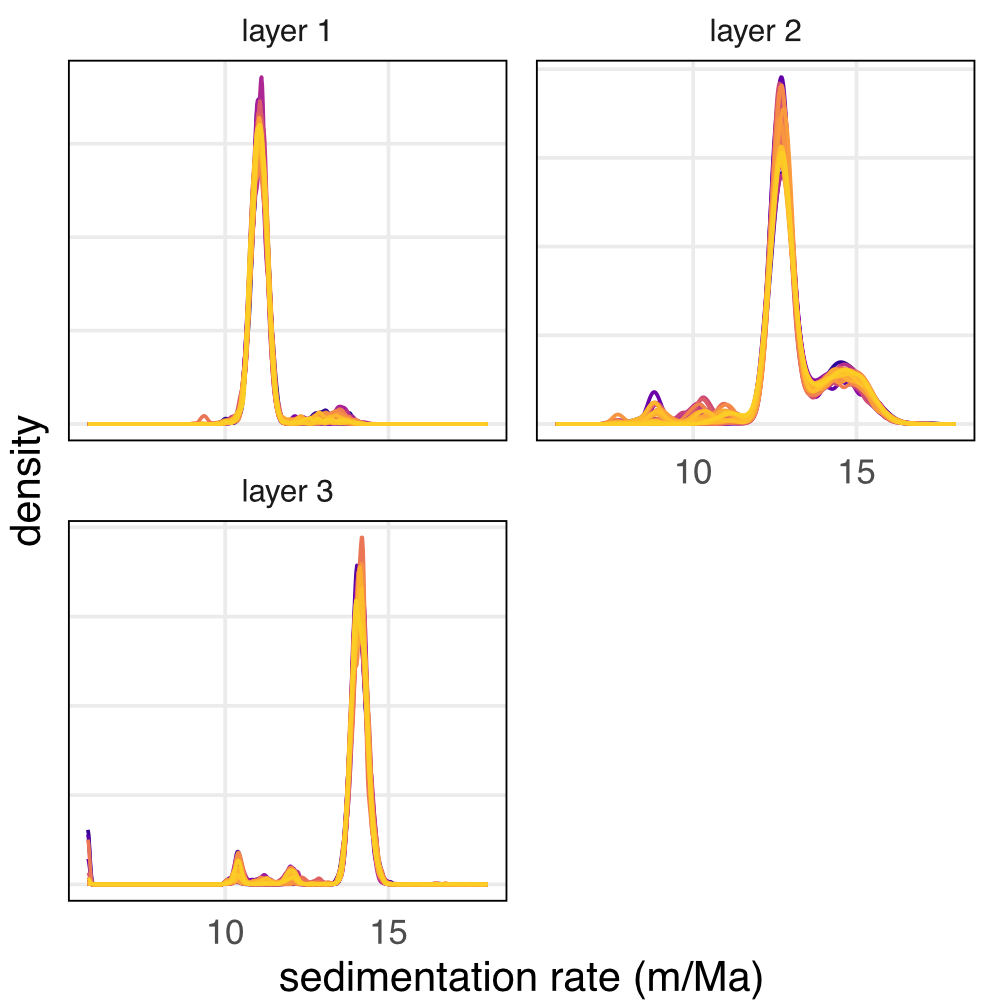 layer 1
layer 2
10 15
layer 3
density
10 15
sedimentation rate (m/Ma)